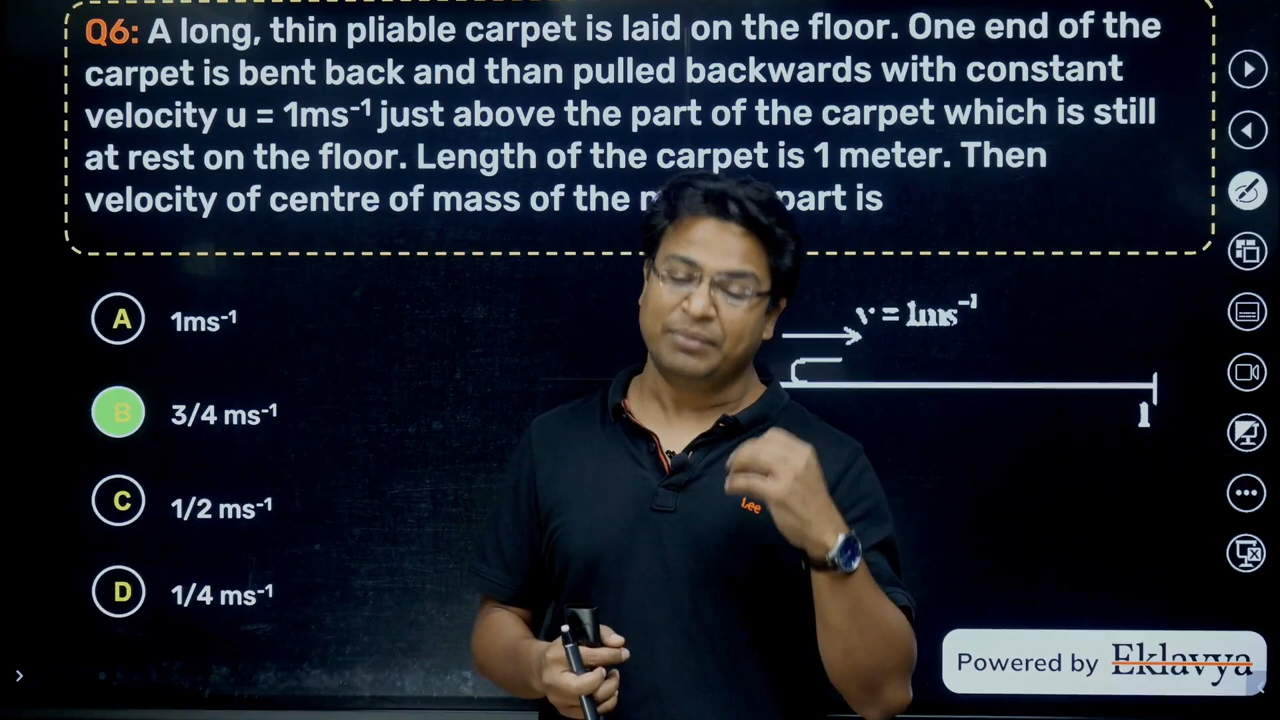 Q6: A long, thin pliable carpet is laid on the floor. One end of the
carpet is bent back and than pulled backwards with constant
velocity u = 1ms⁻¹ just above the part of the carpet which is still
at rest on the floor. Length of the carpet is 1 meter. Then
velocity of centre of mass of the part is
A 1ms⁻¹
B 3/4 ms⁻¹
C 1/2 ms⁻¹
D 1/4 ms⁻¹
v = 1ms⁻¹
1
Lee
Powered by Eklavya